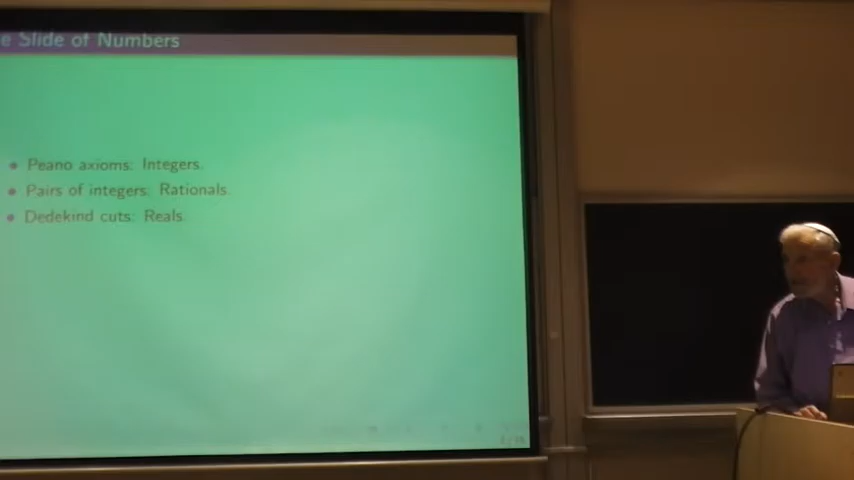 e Slide of Numbers
• Peano axioms: Integers.
• Pairs of integers: Rationals.
• Dedekind cuts: Reals.